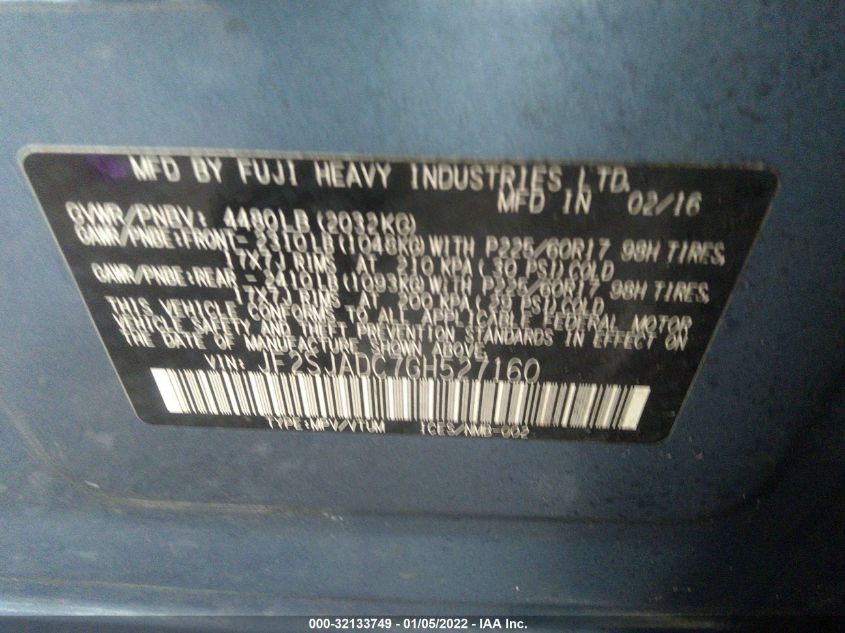 MFD BY FUJI HEAVY INDUSTRIES, LTD.
MFD IN 02/16
GVWR/PNBV: 4480LB(2032KG)
GAWR/PNBE:FRONT- 2310LB(1048KG)WITH P225/60R17 98H TIRES,
17X7J RIMS AT 210 KPA( 30 PSI)COLD
GAWR/PNBE:REAR - 2410LB(1093KG)WITH P225/60R17 98H TIRES,
17X7J RIMS AT 200 KPA( PSI)COLD
THIS VEHICLE CONFORMS TO ALL APPLICABLE FEDERAL MOTOR
VEHICLE SAFETY AND THEFT PREVENTION STANDARDS IN EFFECT ON
THE DATE OF MANUFACTURE SHOWN ABOVE.
VIN: JF2SJADC7GH527160
TYPE:MPV/VTUM ICES/NMB-002
000-32133749 - 01/05/2022 - IAA Inc.